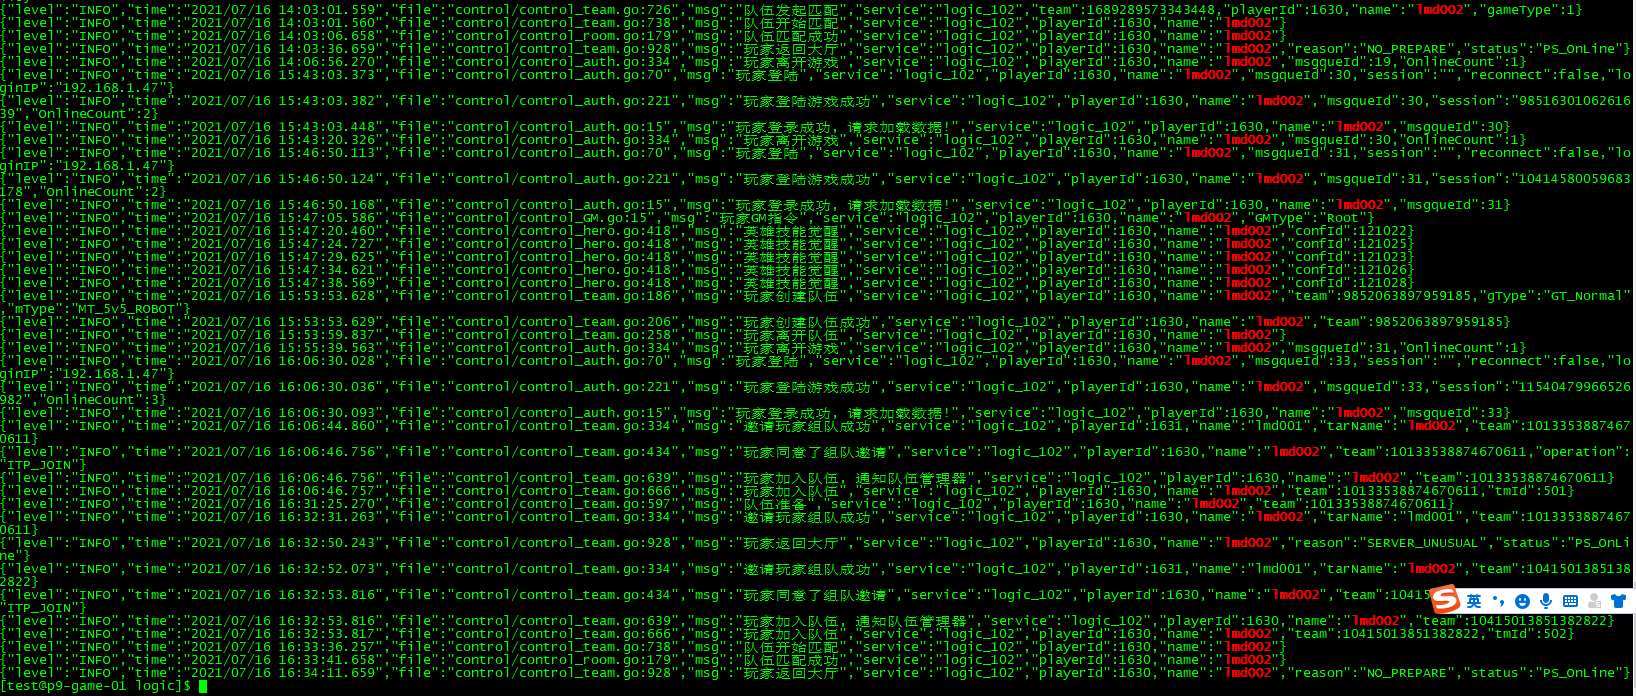 {"level":"INFO","time":"2021/07/16 14:03:01.559","file":"control/control_team.go:726","msg":"队伍发起匹配","service":"logic_102","team":1689289573343448,"playerId":1630,"name":"lmd002","gameType":1}
{"level":"INFO","time":"2021/07/16 14:03:01.560","file":"control/control_team.go:738","msg":"队伍开始匹配","service":"logic_102","playerId":1630,"name":"lmd002"}
{"level":"INFO","time":"2021/07/16 14:03:06.658","file":"control/control_room.go:179","msg":"队伍匹配成功","service":"logic_102","playerId":1630,"name":"lmd002"}
{"level":"INFO","time":"2021/07/16 14:03:36.659","file":"control/control_team.go:928","msg":"玩家返回大厅","service":"logic_102","playerId":1630,"name":"lmd002","reason":"NO_PREPARE","status":"PS_OnLine"}
{"level":"INFO","time":"2021/07/16 14:06:56.270","file":"control/control_auth.go:334","msg":"玩家离开游戏","service":"logic_102","playerId":1630,"name":"lmd002","msgqueId":19,"OnlineCount":1}
{"level":"INFO","time":"2021/07/16 15:43:03.373","file":"control/control_auth.go:70","msg":"玩家登陆","service":"logic_102","playerId":1630,"name":"lmd002","msgqueId":30,"session":"","reconnect":false,"lo
ginIP":"192.168.1.47"}
{"level":"INFO","time":"2021/07/16 15:43:03.382","file":"control/control_auth.go:221","msg":"玩家登陆游戏成功","service":"logic_102","playerId":1630,"name":"lmd002","msgqueId":30,"session":"98516301062616
39","OnlineCount":2}
{"level":"INFO","time":"2021/07/16 15:43:03.448","file":"control/control_auth.go:15","msg":"玩家登录成功，请求加载数据!","service":"logic_102","playerId":1630,"name":"lmd002","msgqueId":30}
{"level":"INFO","time":"2021/07/16 15:43:20.326","file":"control/control_auth.go:334","msg":"玩家离开游戏","service":"logic_102","playerId":1630,"name":"lmd002","msgqueId":30,"OnlineCount":1}
{"level":"INFO","time":"2021/07/16 15:46:50.113","file":"control/control_auth.go:70","msg":"玩家登陆","service":"logic_102","playerId":1630,"name":"lmd002","msgqueId":31,"session":"","reconnect":false,"lo
ginIP":"192.168.1.47"}
{"level":"INFO","time":"2021/07/16 15:46:50.124","file":"control/control_auth.go:221","msg":"玩家登陆游戏成功","service":"logic_102","playerId":1630,"name":"lmd002","msgqueId":31,"session":"10414580059683
178","OnlineCount":2}
{"level":"INFO","time":"2021/07/16 15:46:50.168","file":"control/control_auth.go:15","msg":"玩家登录成功，请求加载数据!","service":"logic_102","playerId":1630,"name":"lmd002","msgqueId":31}
{"level":"INFO","time":"2021/07/16 15:47:05.586","file":"control/control_GM.go:15","msg":"玩家GM指令","service":"logic_102","playerId":1630,"name":"lmd002","GMType":"Root"}
{"level":"INFO","time":"2021/07/16 15:47:20.460","file":"control/control_hero.go:418","msg":"英雄技能觉醒","service":"logic_102","playerId":1630,"name":"lmd002","confId":121022}
{"level":"INFO","time":"2021/07/16 15:47:24.727","file":"control/control_hero.go:418","msg":"英雄技能觉醒","service":"logic_102","playerId":1630,"name":"lmd002","confId":121025}
{"level":"INFO","time":"2021/07/16 15:47:29.625","file":"control/control_hero.go:418","msg":"英雄技能觉醒","service":"logic_102","playerId":1630,"name":"lmd002","confId":121023}
{"level":"INFO","time":"2021/07/16 15:47:34.621","file":"control/control_hero.go:418","msg":"英雄技能觉醒","service":"logic_102","playerId":1630,"name":"lmd002","confId":121026}
{"level":"INFO","time":"2021/07/16 15:47:38.569","file":"control/control_hero.go:418","msg":"英雄技能觉醒","service":"logic_102","playerId":1630,"name":"lmd002","confId":121028}
{"level":"INFO","time":"2021/07/16 15:53:53.628","file":"control/control_team.go:186","msg":"玩家创建队伍","service":"logic_102","playerId":1630,"name":"lmd002","team":9852063897959185,"gType":"GT_Normal"
,"mType":"MT_5v5_ROBOT"}
{"level":"INFO","time":"2021/07/16 15:53:53.629","file":"control/control_team.go:206","msg":"玩家创建队伍成功","service":"logic_102","playerId":1630,"name":"lmd002","team":9852063897959185}
{"level":"INFO","time":"2021/07/16 15:53:59.837","file":"control/control_team.go:258","msg":"玩家离开队伍","service":"logic_102","playerId":1630,"name":"lmd002"}
{"level":"INFO","time":"2021/07/16 15:55:39.563","file":"control/control_auth.go:334","msg":"玩家离开游戏","service":"logic_102","playerId":1630,"name":"lmd002","msgqueId":31,"OnlineCount":1}
{"level":"INFO","time":"2021/07/16 16:06:30.028","file":"control/control_auth.go:70","msg":"玩家登陆","service":"logic_102","playerId":1630,"name":"lmd002","msgqueId":33,"session":"","reconnect":false,"lo
ginIP":"192.168.1.47"}
{"level":"INFO","time":"2021/07/16 16:06:30.036","file":"control/control_auth.go:221","msg":"玩家登陆游戏成功","service":"logic_102","playerId":1630,"name":"lmd002","msgqueId":33,"session":"11540479966526
982","OnlineCount":3}
{"level":"INFO","time":"2021/07/16 16:06:30.093","file":"control/control_auth.go:15","msg":"玩家登录成功，请求加载数据!","service":"logic_102","playerId":1630,"name":"lmd002","msgqueId":33}
{"level":"INFO","time":"2021/07/16 16:06:44.860","file":"control/control_team.go:334","msg":"邀请玩家组队成功","service":"logic_102","playerId":1631,"name":"lmd001","tarName":"lmd002","team":1013353887467
0611}
{"level":"INFO","time":"2021/07/16 16:06:46.756","file":"control/control_team.go:434","msg":"玩家同意了组队邀请","service":"logic_102","playerId":1630,"name":"lmd002","team":10133538874670611,"operation":
"ITP_JOIN"}
{"level":"INFO","time":"2021/07/16 16:06:46.756","file":"control/control_team.go:639","msg":"玩家加入队伍，通知队伍管理器","service":"logic_102","playerId":1630,"name":"lmd002","team":10133538874670611}
{"level":"INFO","time":"2021/07/16 16:06:46.757","file":"control/control_team.go:666","msg":"玩家加入队伍","service":"logic_102","playerId":1630,"name":"lmd002","team":10133538874670611,"tmId":501}
{"level":"INFO","time":"2021/07/16 16:31:25.270","file":"control/control_team.go:597","msg":"队伍准备","service":"logic_102","playerId":1630,"name":"lmd002","team":10133538874670611}
{"level":"INFO","time":"2021/07/16 16:32:31.263","file":"control/control_team.go:334","msg":"邀请玩家组队成功","service":"logic_102","playerId":1630,"name":"lmd002","tarName":"lmd001","team":1013353887467
0611}
{"level":"INFO","time":"2021/07/16 16:32:50.243","file":"control/control_team.go:928","msg":"玩家返回大厅","service":"logic_102","playerId":1630,"name":"lmd002","reason":"SERVER_UNUSUAL","status":"PS_OnLi
ne"}
{"level":"INFO","time":"2021/07/16 16:32:52.073","file":"control/control_team.go:334","msg":"邀请玩家组队成功","service":"logic_102","playerId":1631,"name":"lmd001","tarName":"lmd002","team":1041501385138
2822}
{"level":"INFO","time":"2021/07/16 16:32:53.816","file":"control/control_team.go:434","msg":"玩家同意了组队邀请","service":"logic_102","playerId":1630,"name":"lmd002","team":10415
英
"ITP_JOIN"}
{"level":"INFO","time":"2021/07/16 16:32:53.816","file":"control/control_team.go:639","msg":"玩家加入队伍，通知队伍管理器","service":"logic_102","playerId":1630,"name":"lmd002","team":10415013851382822}
{"level":"INFO","time":"2021/07/16 16:32:53.817","file":"control/control_team.go:666","msg":"玩家加入队伍","service":"logic_102","playerId":1630,"name":"lmd002","team":10415013851382822,"tmId":502}
{"level":"INFO","time":"2021/07/16 16:33:36.257","file":"control/control_team.go:738","msg":"队伍开始匹配","service":"logic_102","playerId":1630,"name":"lmd002"}
{"level":"INFO","time":"2021/07/16 16:33:41.658","file":"control/control_room.go:179","msg":"队伍匹配成功","service":"logic_102","playerId":1630,"name":"lmd002"}
{"level":"INFO","time":"2021/07/16 16:34:11.659","file":"control/control_team.go:928","msg":"玩家返回大厅","service":"logic_102","playerId":1630,"name":"lmd002","reason":"NO_PREPARE","status":"PS_OnLine"}
[test@p9-game-01 logic]$